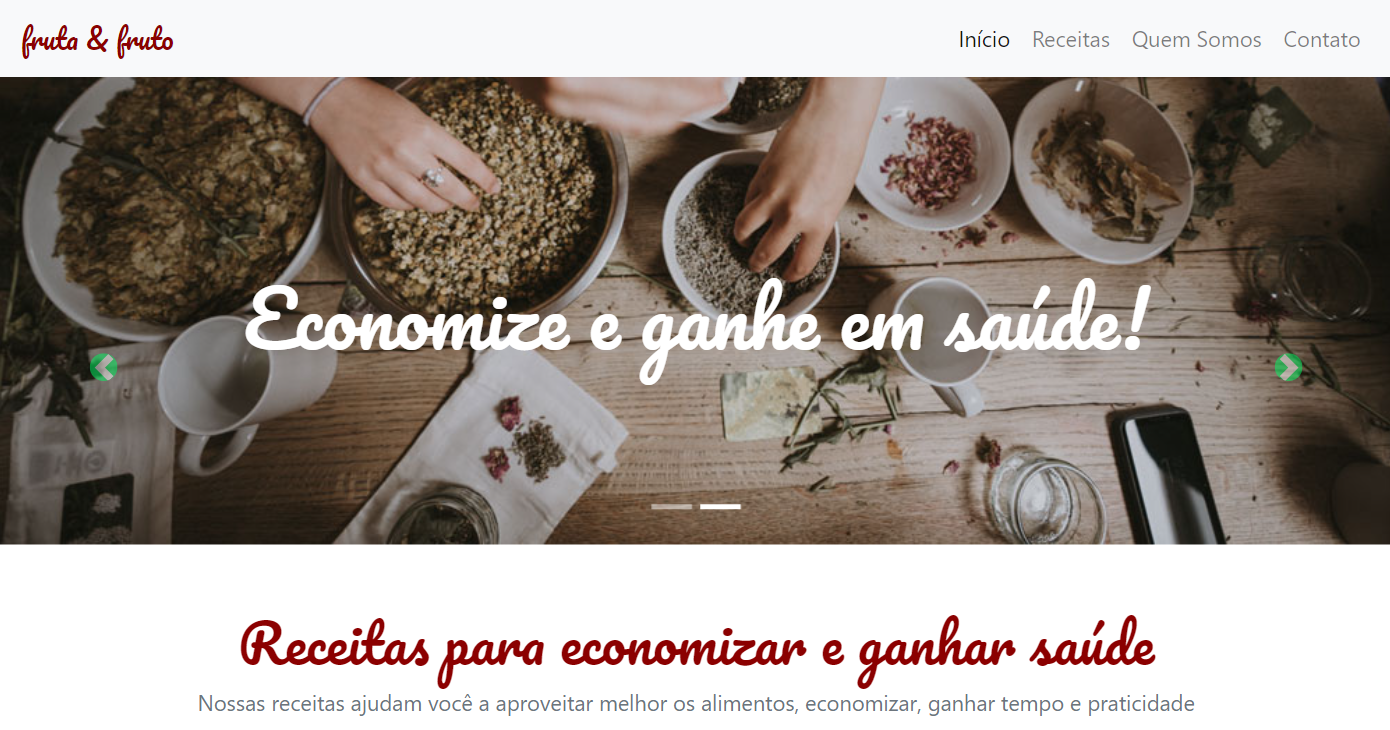 fruta & fruto
Início Receitas Quem Somos Contato
Economize e ganhe em saúde!
Receitas para economizar e ganhar saúde
Nossas receitas ajudam você a aproveitar melhor os alimentos, economizar, ganhar tempo e praticidade